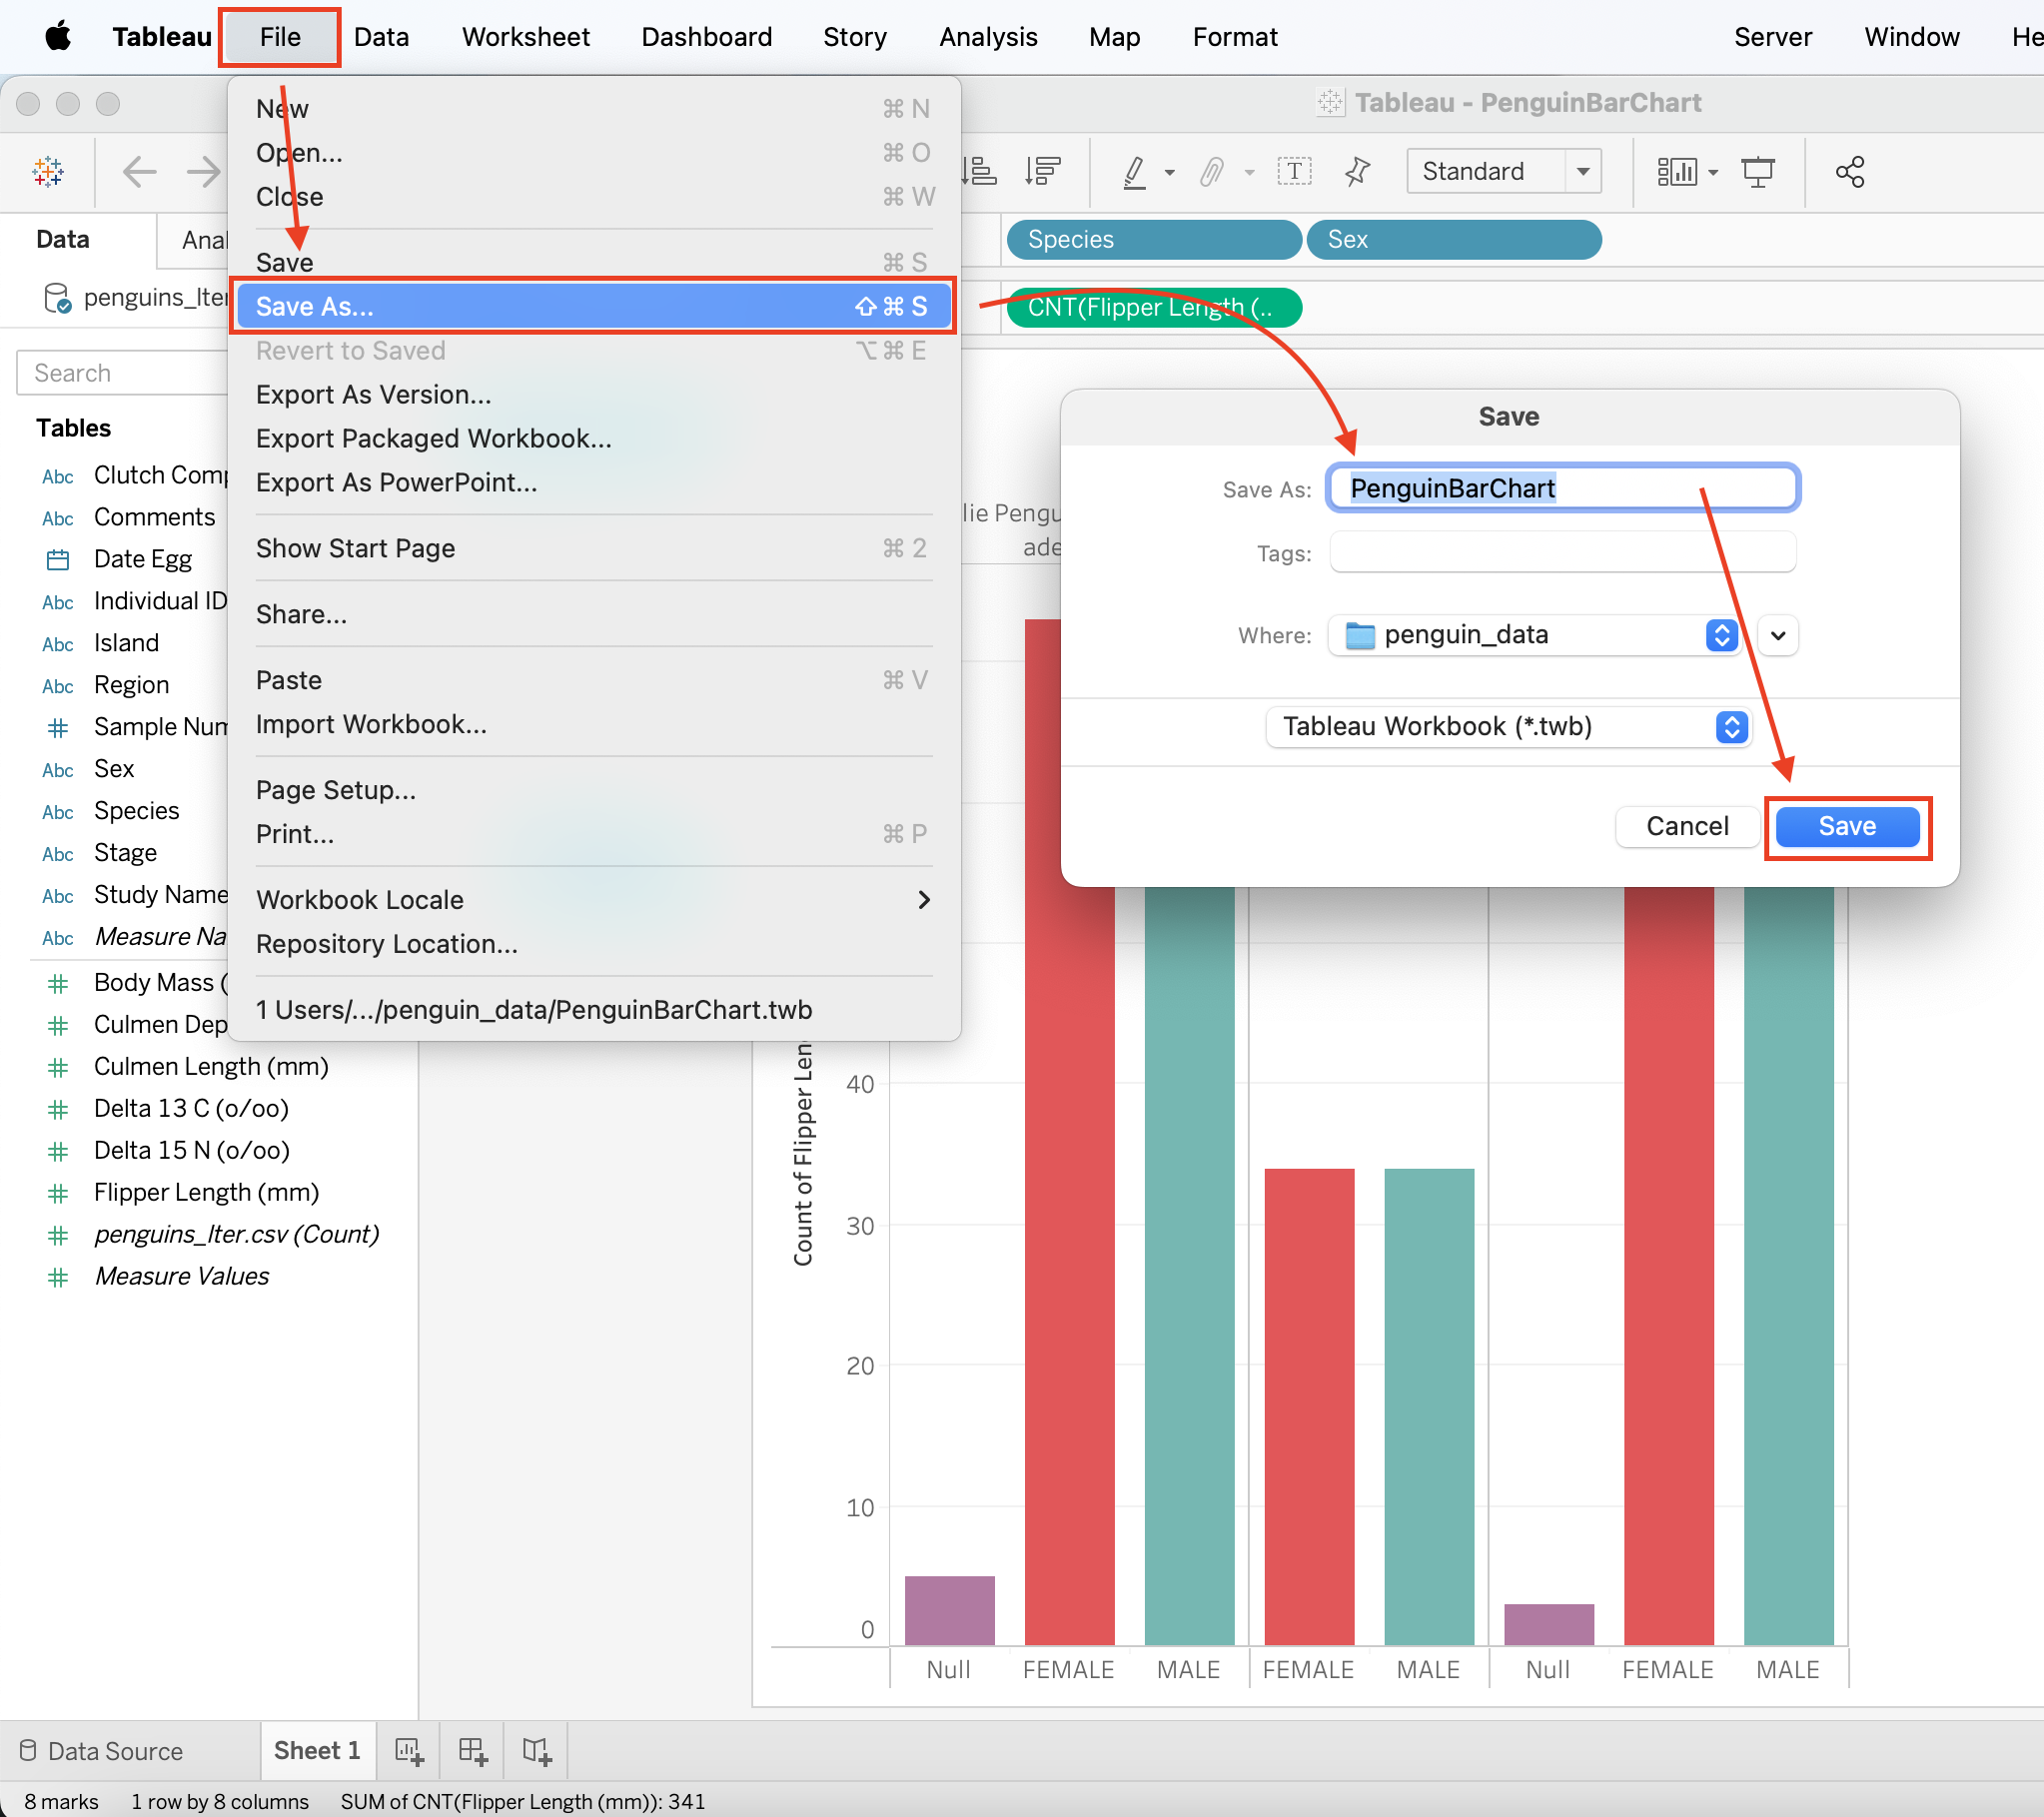 Tableau File Data Worksheet Dashboard Story Analysis Map Format Server Window He
Tableau - PenguinBarChart
New ⌘ N
Open... ⌘ O
Close ⌘ W
Save ⌘ S
Save As... ⇧ ⌘ S
Revert to Saved ⌥ ⌘ E
Export As Version...
Export Packaged Workbook...
Export As PowerPoint...
Show Start Page ⌘ 2
Share...
Paste ⌘ V
Import Workbook...
Page Setup...
Print... ⌘ P
Workbook Locale
Repository Location...
1 Users/.../penguin_data/PenguinBarChart.twb
T
Standard
Data Anal
penguins_lter
Search
Tables
Abc Clutch Comp
Abc Comments
Date Egg
Abc Individual ID
Abc Island
Abc Region
# Sample Num
Abc Sex
Abc Species
Abc Stage
Abc Study Name
Abc Measure Na
# Body Mass (
# Culmen Dep
# Culmen Length (mm)
# Delta 13 C (o/oo)
# Delta 15 N (o/oo)
# Flipper Length (mm)
# penguins_lter.csv (Count)
# Measure Values
Species Sex
CNT(Flipper Length (..
lie Pengu
ade
Save
Save As: PenguinBarChart
Tags:
Where: penguin_data
Tableau Workbook (*.twb)
Cancel Save
Count of Flipper Len
40
30
20
10
0
Null FEMALE MALE FEMALE MALE Null FEMALE MALE
Data Source Sheet 1
8 marks 1 row by 8 columns SUM of CNT(Flipper Length (mm)): 341